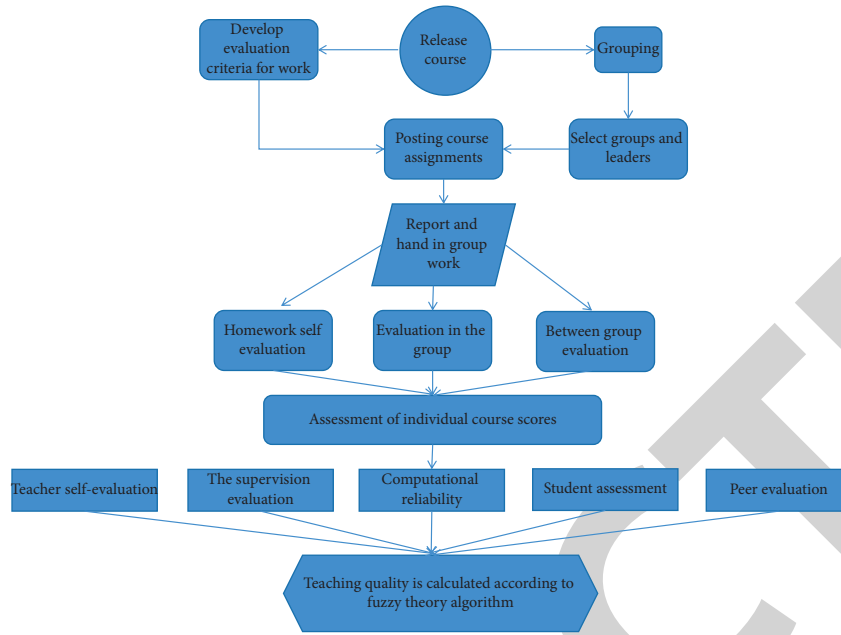 Develop
evaluation
criteria for work
Release
course
Grouping
Posting course
assignments
Select groups and
leaders
Report and
hand in group
work
Homework self
evaluation
Evaluation in the
group
Between group
evaluation
Assessment of individual course scores
Teacher self-evaluation
The supervision
evaluation
Computational
reliability
Student assessment
Peer evaluation
Teaching quality is calculated according to
fuzzy theory algorithm